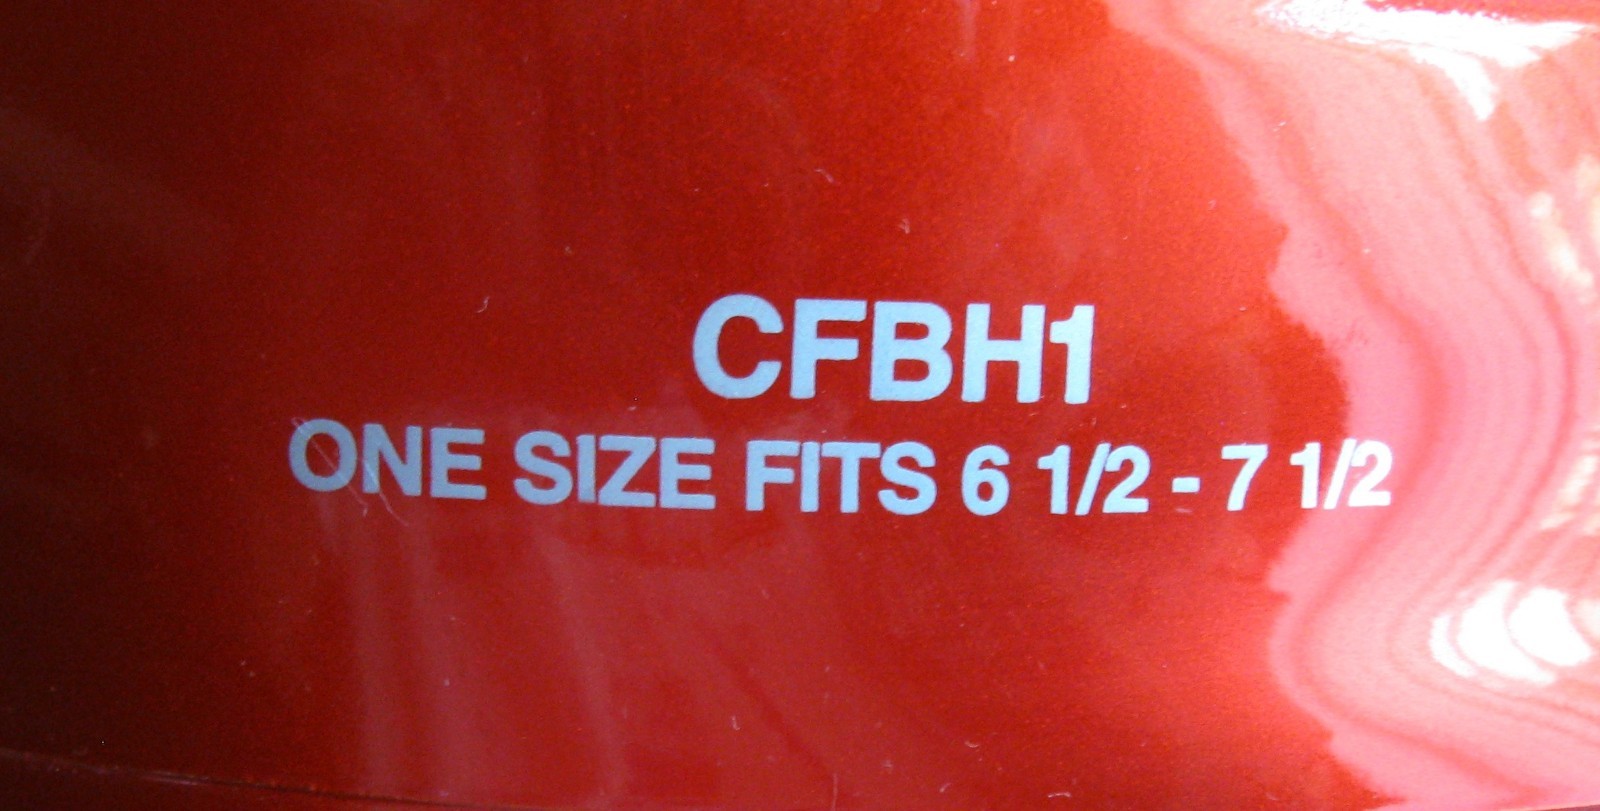 CFBH1
ONE SIZE FITS 6 1/2 - 7 1/2